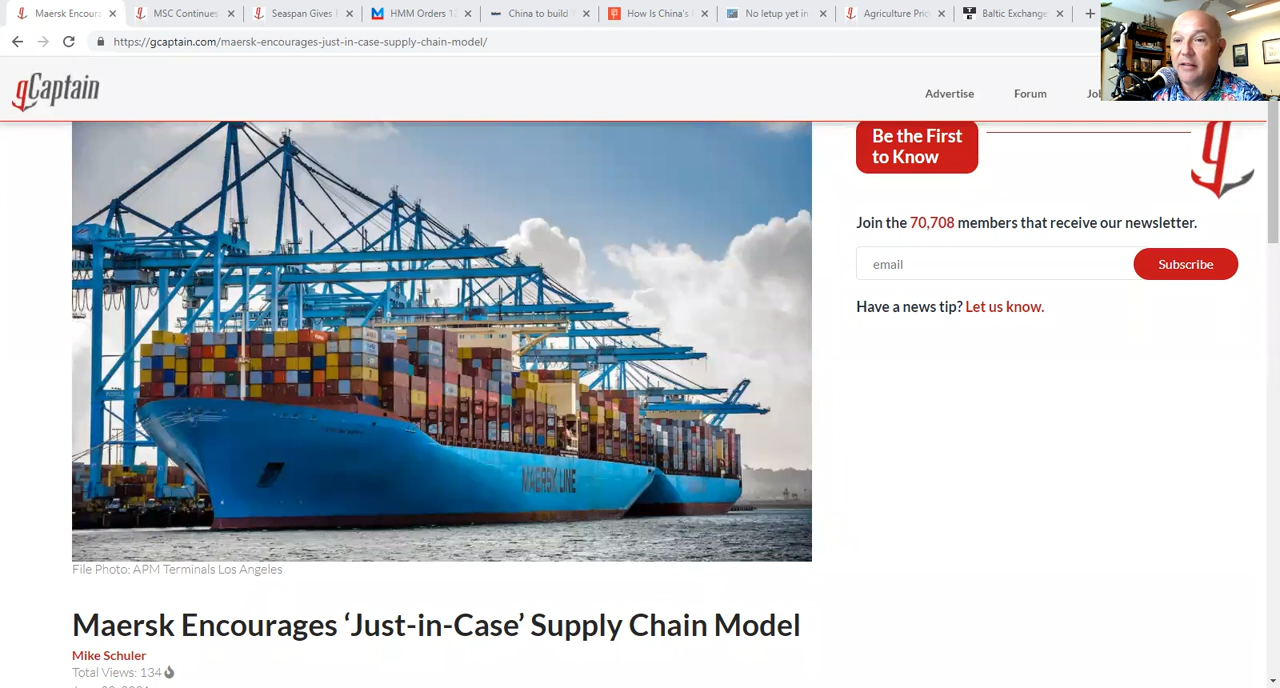 Maersk Encoura
MSC Continues
Seaspan Gives
HMM Orders
China to build
How Is China's
No letup yet in
Agriculture Pri
Baltic Exchange
https://gcaptain.com/maersk-encourages-just-in-case-supply-chain-model/
gCaptain
Advertise
Forum
Be the First
to Know
Join the 70,708 members that receive our newsletter.
email
Subscribe
Have a news tip? Let us know.
MAERSK LINE
File Photo: APM Terminals Los Angeles
Maersk Encourages ‘Just-in-Case’ Supply Chain Model
Mike Schuler
Total Views: 134